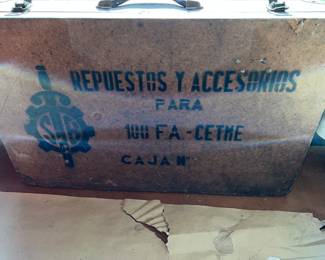 REPUESTOS Y ACCESORIOS
PARA
100 F.A.-CETME
CAJA Nº